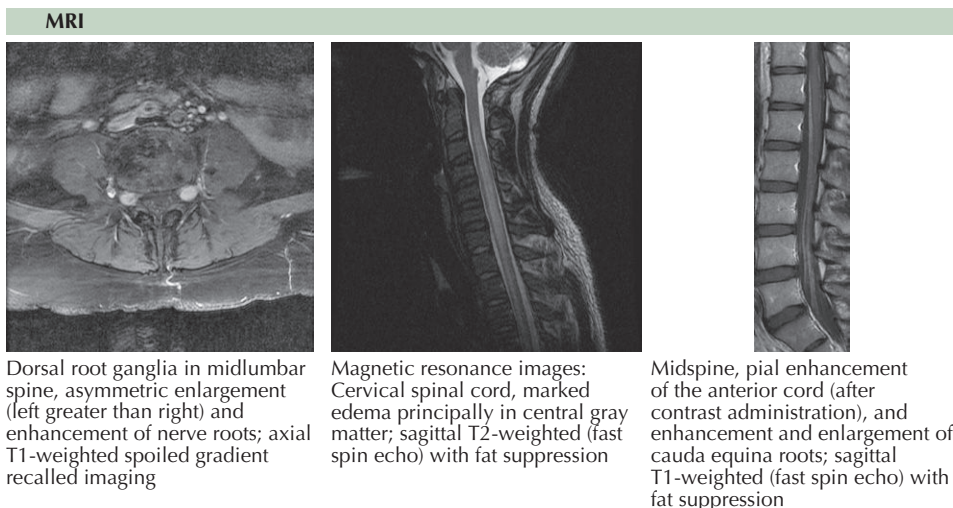 MRI
Dorsal root ganglia in midlumbar
spine, asymmetric enlargement
(left greater than right) and
enhancement of nerve roots; axial
T1-weighted spoiled gradient
recalled imaging
Magnetic resonance images:
Cervical spinal cord, marked
edema principally in central gray
matter; sagittal T2-weighted (fast
spin echo) with fat suppression
Midspine, pial enhancement
of the anterior cord (after
contrast administration), and
enhancement and enlargement of
cauda equina roots; sagittal
T1-weighted (fast spin echo) with
fat suppression